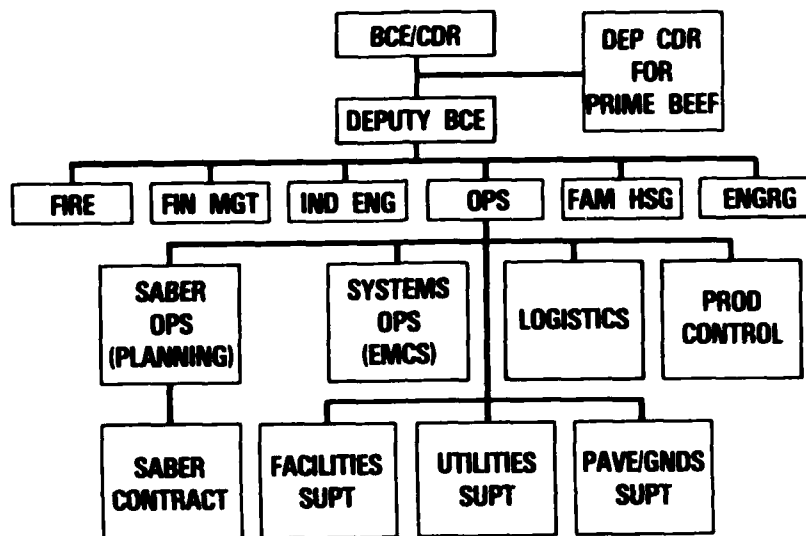 BCE/CDR
DEP CDR
FOR
PRIME BEEF
DEPUTY BCE
FIRE
FIN MGT
IND ENG
OPS
FAM HSG
ENGRG
SABER
OPS
(PLANNING)
SYSTEMS
OPS
(EMCS)
LOGISTICS
PROD
CONTROL
SABER
CONTRACT
FACILITIES
SUPT
UTILITIES
SUPT
PAVE/GNDS
SUPT